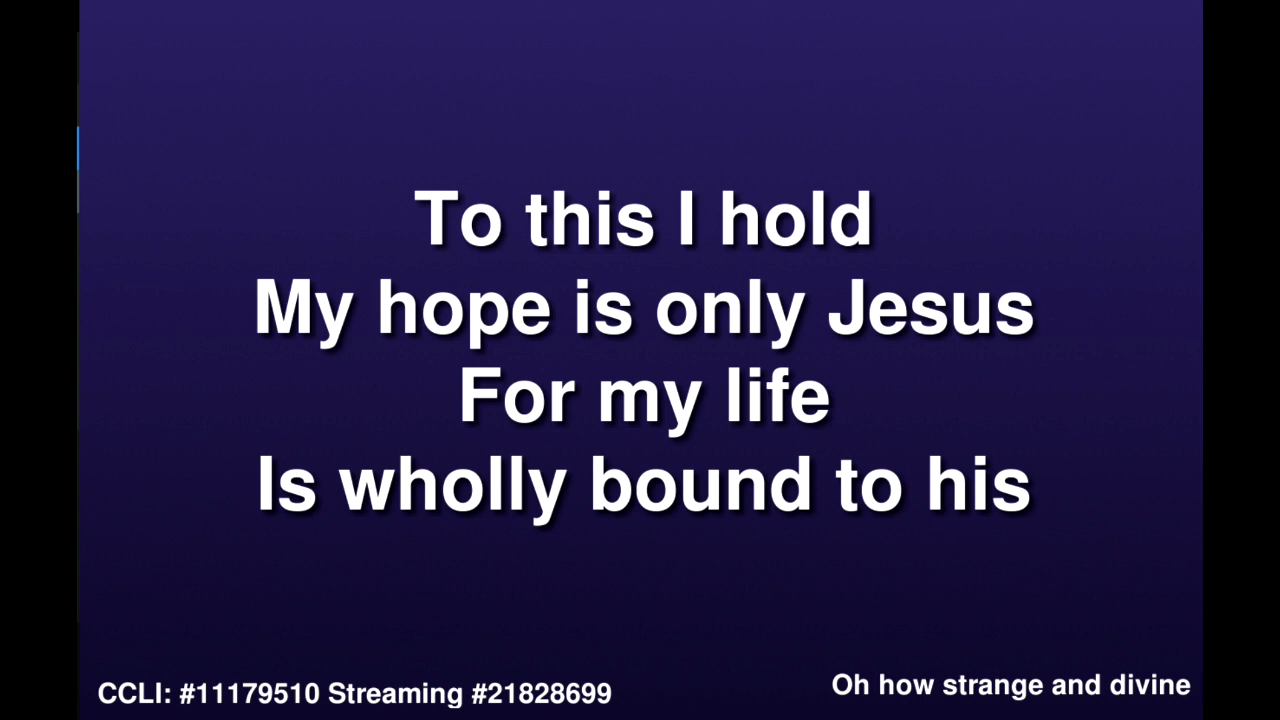 To this I hold
My hope is only Jesus
For my life
Is wholly bound to his
CCLI: #11179510 Streaming #21828699
Oh how strange and divine